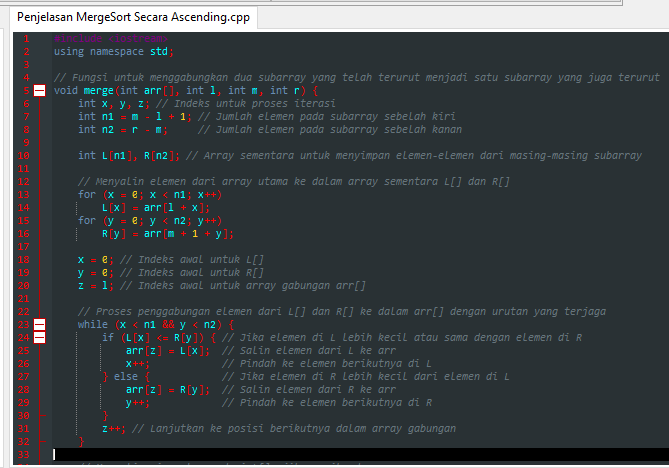 Penjelasan MergeSort Secara Ascending.cpp
1 #include <iostream>
2 using namespace std;
3
4 // Fungsi untuk menggabungkan dua subarray yang telah terurut menjadi satu subarray yang juga terurut
5 void merge(int arr[], int l, int m, int r) {
6 int x, y, z; // Indeks untuk proses iterasi
7 int n1 = m - l + 1; // Jumlah elemen pada subarray sebelah kiri
8 int n2 = r - m; // Jumlah elemen pada subarray sebelah kanan
9
10 int L[n1], R[n2]; // Array sementara untuk menyimpan elemen-elemen dari masing-masing subarray
11
12 // Menyalin elemen dari array utama ke dalam array sementara L[] dan R[]
13 for (x = 0; x < n1; x++)
14 L[x] = arr[l + x];
15 for (y = 0; y < n2; y++)
16 R[y] = arr[m + 1 + y];
17
18 x = 0; // Indeks awal untuk L[]
19 y = 0; // Indeks awal untuk R[]
20 z = l; // Indeks awal untuk array gabungan arr[]
21
22 // Proses penggabungan elemen dari L[] dan R[] ke dalam arr[] dengan urutan yang terjaga
23 while (x < n1 && y < n2) {
24 if (L[x] <= R[y]) { // Jika elemen di L lebih kecil atau sama dengan elemen di R
25 arr[z] = L[x]; // Salin elemen dari L ke arr
26 x++; // Pindah ke elemen berikutnya di L
27 } else { // Jika elemen di R lebih kecil dari elemen di L
28 arr[z] = R[y]; // Salin elemen dari R ke arr
29 y++; // Pindah ke elemen berikutnya di R
30 }
31 z++; // Lanjutkan ke posisi berikutnya dalam array gabungan
32 }
33